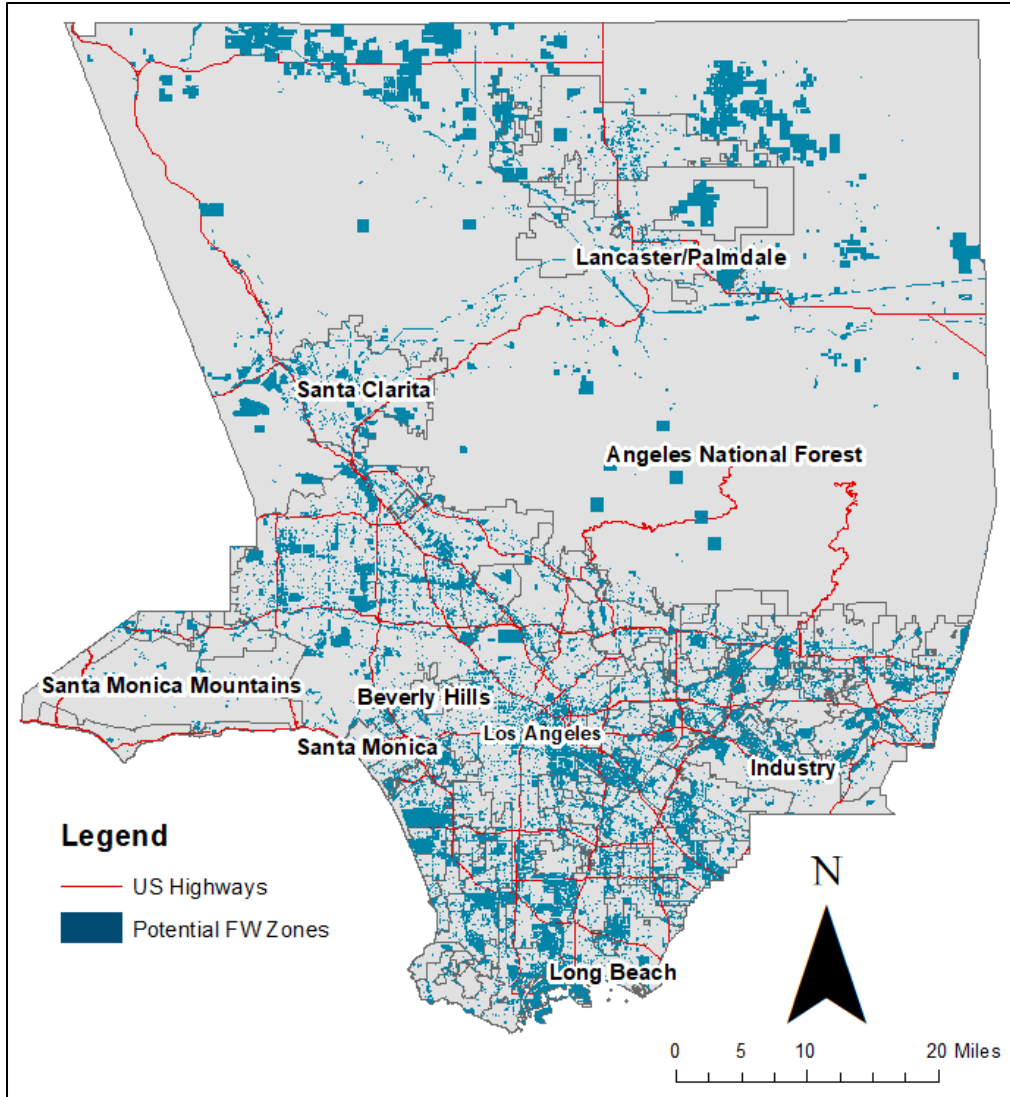 Lancaster/Palmdale
Santa Clarita
Angeles National Forest
Santa Monica Mountains
Beverly Hills
Los Angeles
Santa Monica
Industry
Legend
US Highways
Potential FW Zones
N
Long Beach
0 5 10 20 Miles